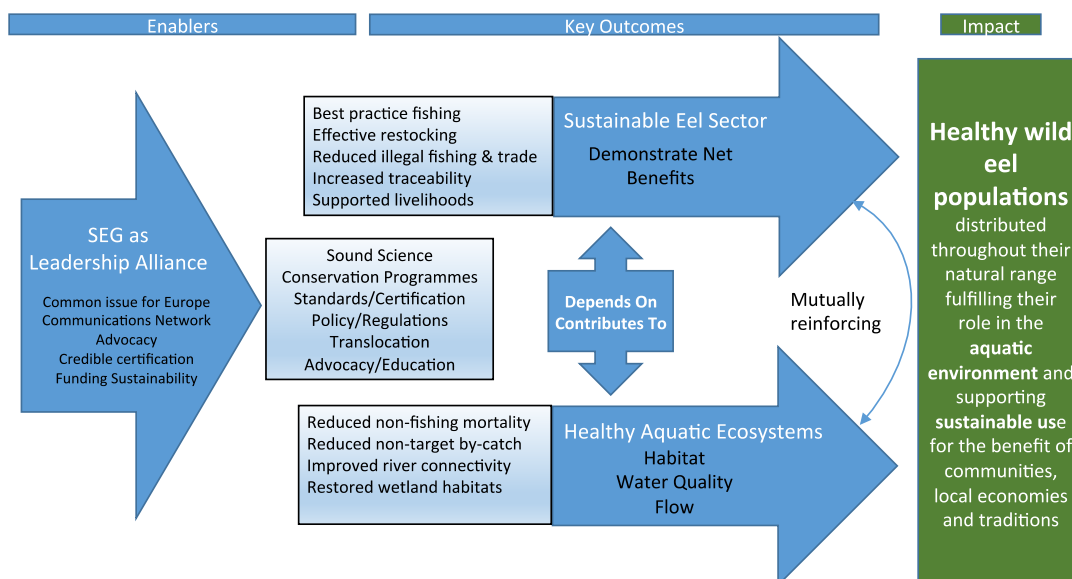 Enablers
Key Outcomes
Impact
SEG as
Leadership Alliance
Common issue for Europe
Communications Network
Advocacy
Credible certification
Funding Sustainability
Best practice fishing
Effective restocking
Reduced illegal fishing & trade
Increased traceability
Supported livelihoods
Sustainable Eel Sector
Demonstrate Net
Benefits
Sound Science
Conservation Programmes
Standards/Certification
Policy/Regulations
Translocation
Advocacy/Education
Depends On
Contributes To
Mutually
reinforcing
Reduced non-fishing mortality
Reduced non-target by-catch
Improved river connectivity
Restored wetland habitats
Healthy Aquatic Ecosystems
Habitat
Water Quality
Flow
Healthy wild
eel
populations
distributed
throughout their
natural range
fulfilling their
role in the
aquatic
environment and
supporting
sustainable use
for the benefit of
communities,
local economies
and traditions